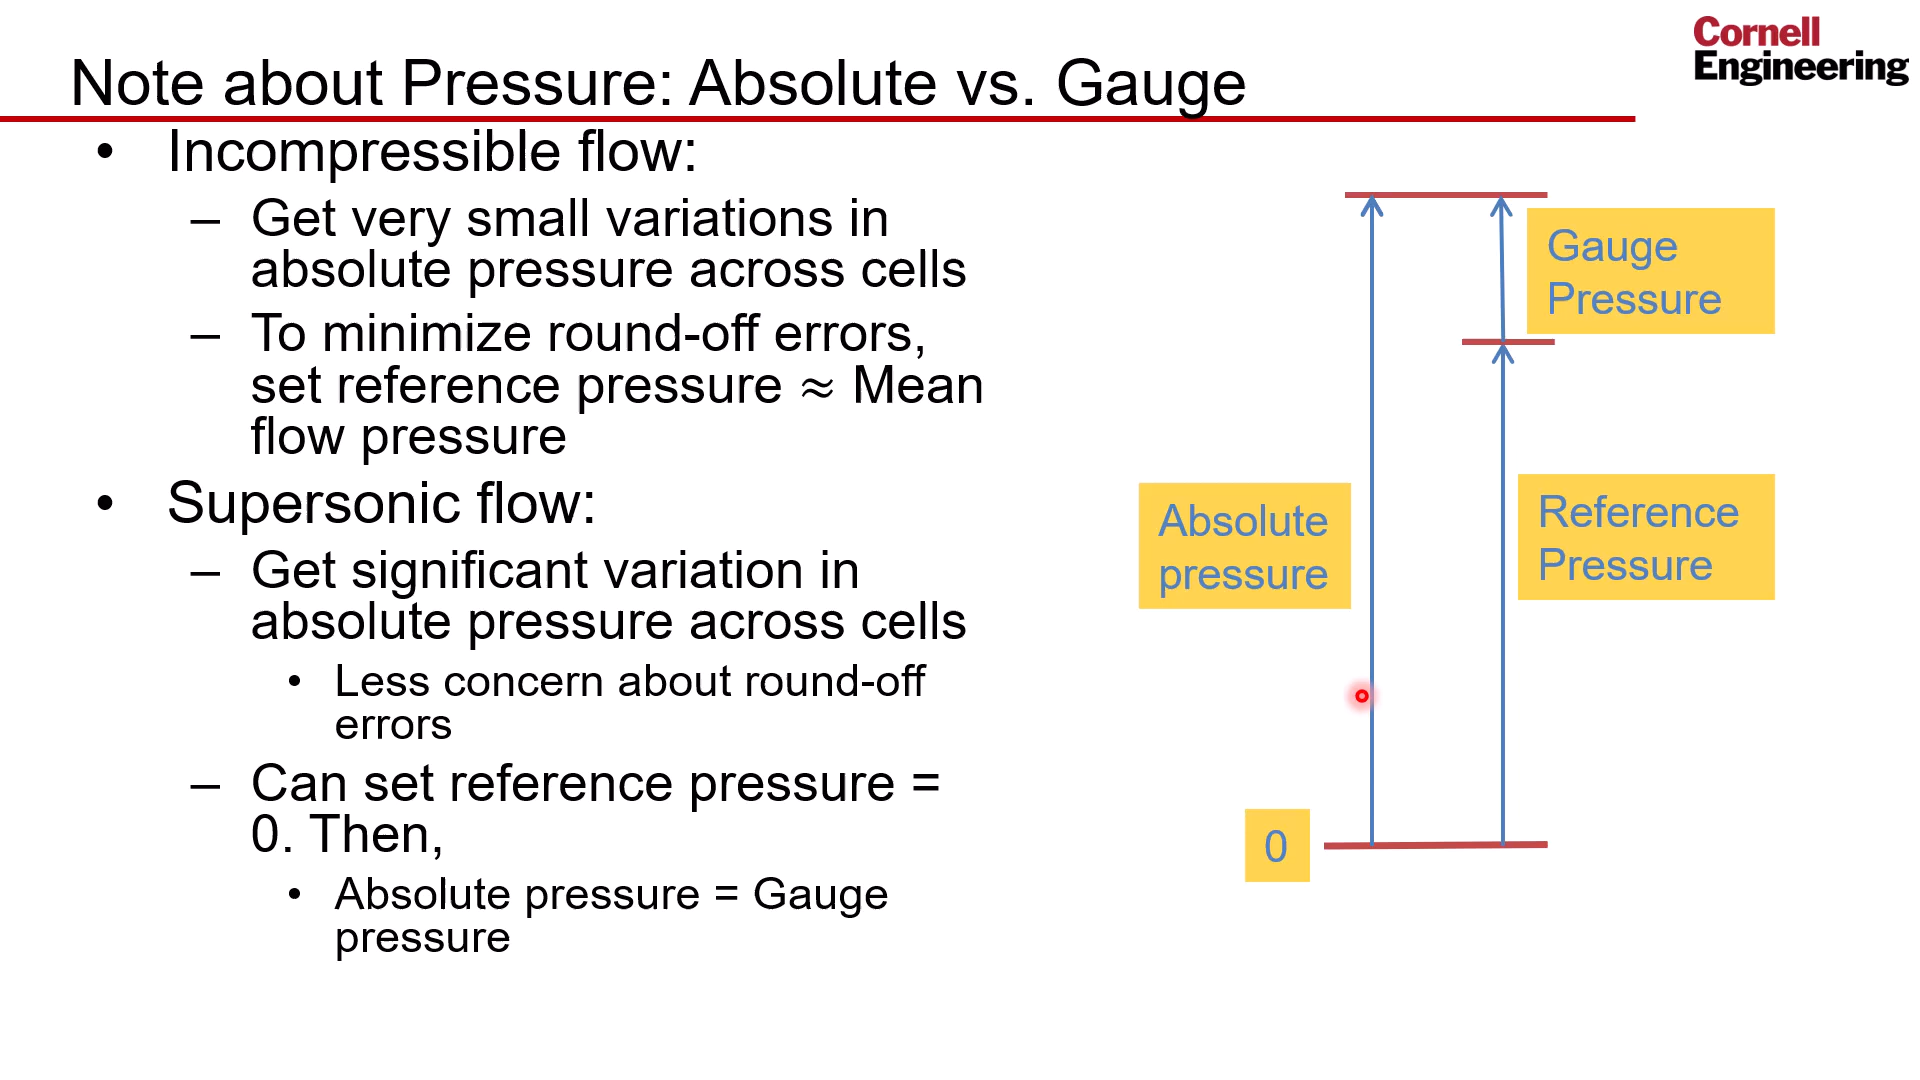 Cornell
Engineering
Note about Pressure: Absolute vs. Gauge
• Incompressible flow:
– Get very small variations in
absolute pressure across cells
– To minimize round-off errors,
set reference pressure ≈ Mean
flow pressure
• Supersonic flow:
– Get significant variation in
absolute pressure across cells
• Less concern about round-off
errors
– Can set reference pressure =
0. Then,
• Absolute pressure = Gauge
pressure
Gauge
Pressure
Absolute
pressure
Reference
Pressure
0